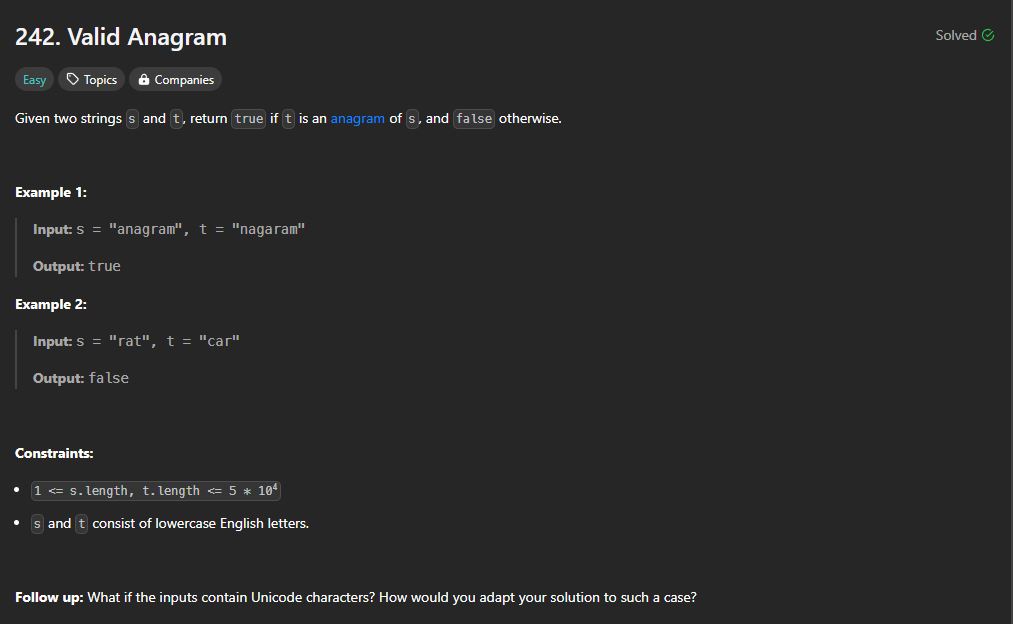 242. Valid Anagram
Solved
Easy Topics Companies
Given two strings s and t, return true if t is an anagram of s, and false otherwise.
Example 1:
Input: s = "anagram", t = "nagaram"
Output: true
Example 2:
Input: s = "rat", t = "car"
Output: false
Constraints:
1 <= s.length, t.length <= 5 * 10⁴
s and t consist of lowercase English letters.
Follow up: What if the inputs contain Unicode characters? How would you adapt your solution to such a case?